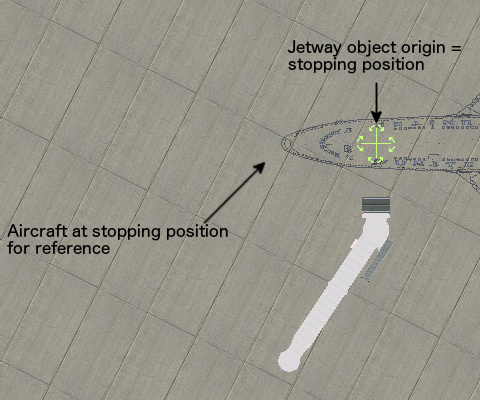 Jetway object origin =
stopping position
Aircraft at stopping position
for reference